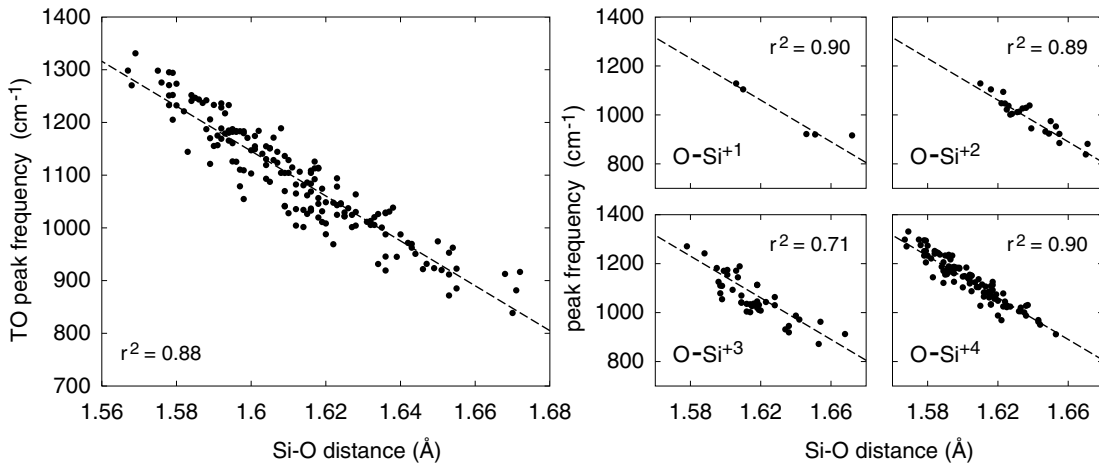 TO peak frequency (cm⁻¹)
1400
1300
1200
1100
1000
900
800
700
r² = 0.88
1.56 1.58 1.6 1.62 1.64 1.66 1.68
Si-O distance (Å)
peak frequency (cm⁻¹)
1400
1200
1000
800
r² = 0.90
O-Si⁺¹
r² = 0.89
O-Si⁺²
1400
1200
1000
800
r² = 0.71
O-Si⁺³
r² = 0.90
O-Si⁺⁴
1.58 1.62 1.66 1.58 1.62 1.66
Si-O distance (Å)